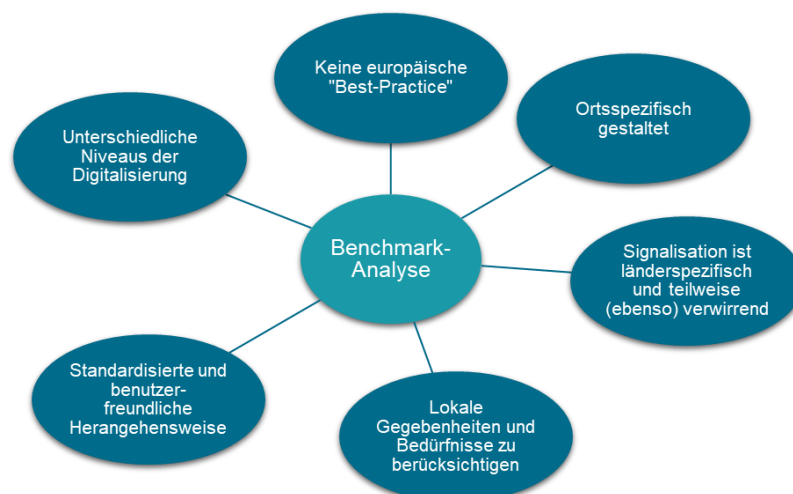 Keine europäische
"Best-Practice"
Ortsspezifisch
gestaltet
Unterschiedliche
Niveaus der
Digitalisierung
Benchmark-
Analyse
Signalisation ist
länderspezifisch
und teilweise
(ebenso) verwirrend
Standardisierte und
benutzer-
freundliche
Herangehensweise
Lokale
Gegebenheiten und
Bedürfnisse zu
berücksichtigen